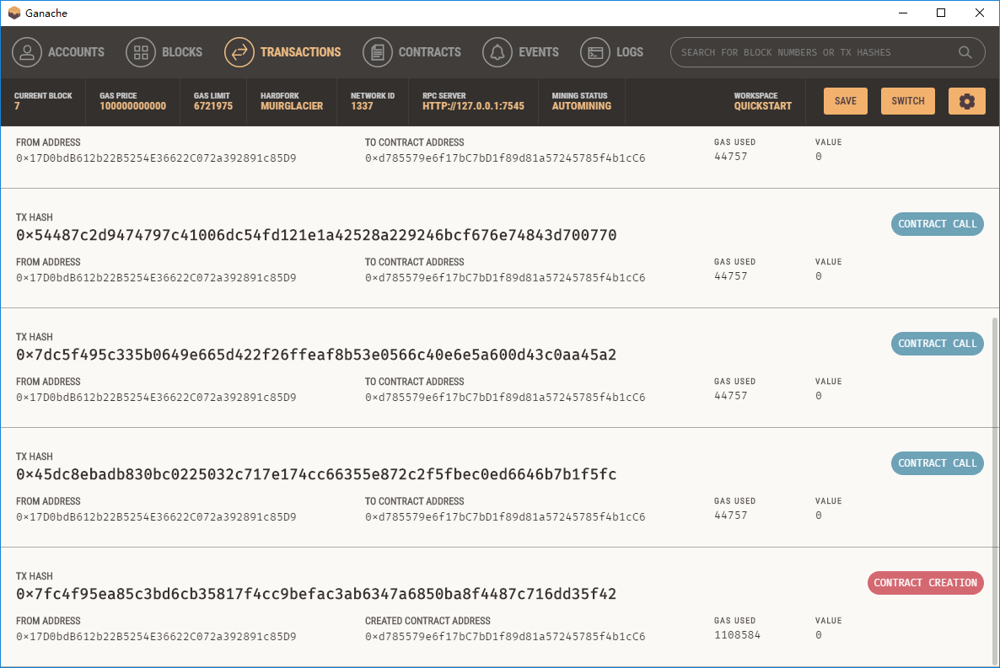 Ganache
ACCOUNTS BLOCKS TRANSACTIONS CONTRACTS EVENTS LOGS SEARCH FOR BLOCK NUMBERS OR TX HASHES
CURRENT BLOCK GAS PRICE GAS LIMIT HARDFORK NETWORK ID RPC SERVER MINING STATUS WORKSPACE
7 100000000000 6721975 MUIRGLACIER 1337 HTTP://127.0.0.1:7545 AUTOMINING QUICKSTART SAVE SWITCH
FROM ADDRESS TO CONTRACT ADDRESS GAS USED VALUE
0×17D0bdB612b22B5254E36622C072a392891c85D9 0×d785579e6f17bC7bD1f89d81a57245785f4b1cC6 44757 0
TX HASH
0×54487c2d9474797c41006dc54fd121e1a42528a229246bcf676e74843d700770 CONTRACT CALL
FROM ADDRESS TO CONTRACT ADDRESS GAS USED VALUE
0×17D0bdB612b22B5254E36622C072a392891c85D9 0×d785579e6f17bC7bD1f89d81a57245785f4b1cC6 44757 0
TX HASH
0×7dc5f495c335b0649e665d422f26ffeaf8b53e0566c40e6e5a600d43c0aa45a2 CONTRACT CALL
FROM ADDRESS TO CONTRACT ADDRESS GAS USED VALUE
0×17D0bdB612b22B5254E36622C072a392891c85D9 0×d785579e6f17bC7bD1f89d81a57245785f4b1cC6 44757 0
TX HASH
0×45dc8ebadb830bc0225032c717e174cc66355e872c2f5fbec0ed6646b7b1f5fc CONTRACT CALL
FROM ADDRESS TO CONTRACT ADDRESS GAS USED VALUE
0×17D0bdB612b22B5254E36622C072a392891c85D9 0×d785579e6f17bC7bD1f89d81a57245785f4b1cC6 44757 0
TX HASH
0×7fc4f95ea85c3bd6cb35817f4cc9befac3ab6347a6850ba8f4487c716dd35f42 CONTRACT CREATION
FROM ADDRESS CREATED CONTRACT ADDRESS GAS USED VALUE
0×17D0bdB612b22B5254E36622C072a392891c85D9 0×d785579e6f17bC7bD1f89d81a57245785f4b1cC6 1108584 0